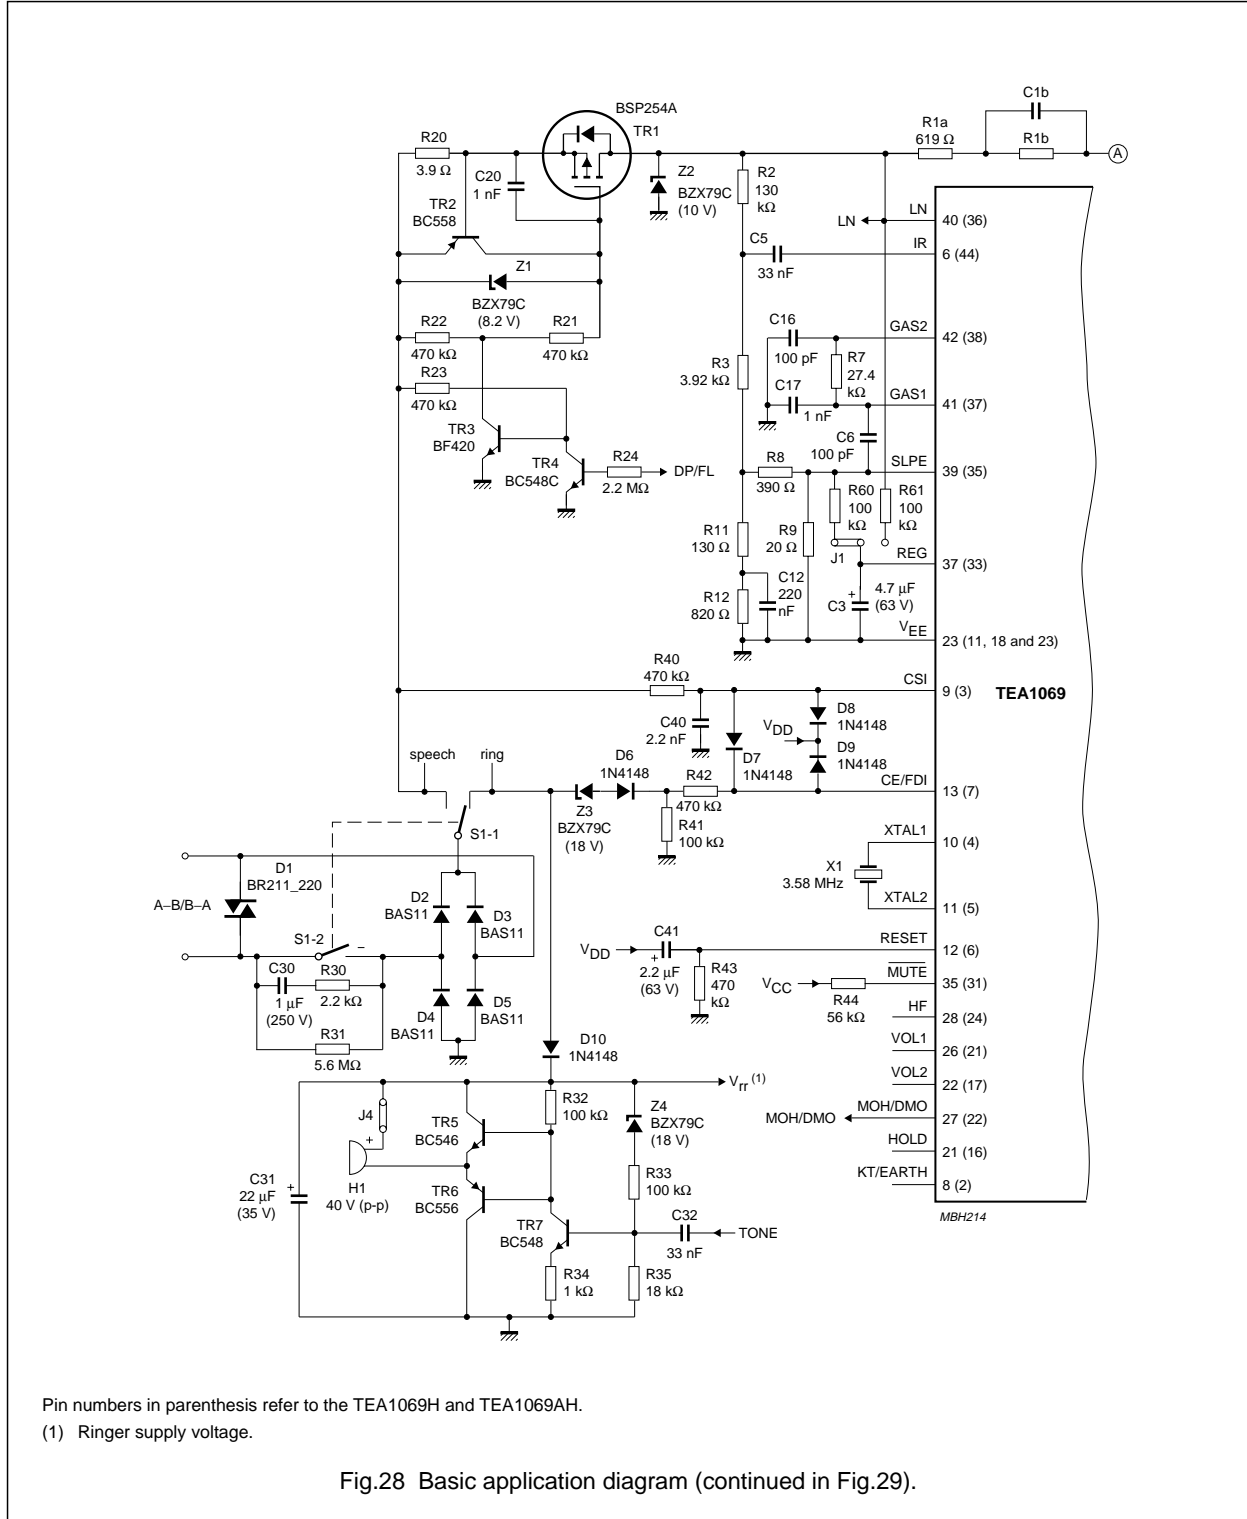 C1b
BSP254A
TR1
R1a
619 Ω
R1b
A
R20
3.9 Ω
C20
1 nF
Z2
BZX79C
(10 V)
R2
130
kΩ
TR2
BC558
LN
LN
40 (36)
C5
33 nF
IR
6 (44)
Z1
BZX79C
(8.2 V)
R22
470 kΩ
R21
470 kΩ
C16
100 pF
GAS2
42 (38)
R3
3.92 kΩ
R7
27.4
kΩ
R23
470 kΩ
C17
1 nF
GAS1
41 (37)
TR3
BF420
C6
100 pF
TR4
BC548C
R24
2.2 MΩ
DP/FL
R8
390 Ω
SLPE
39 (35)
R60
100
kΩ
R61
100
kΩ
R11
130 Ω
R9
20 Ω
J1
REG
37 (33)
C12
220
nF
C3
+
4.7 µF
(63 V)
R12
820 Ω
VEE
23 (11, 18 and 23)
R40
470 kΩ
CSI
9 (3)
TEA1069
C40
2.2 nF
VDD
D8
1N4148
D9
1N4148
speech
ring
D6
1N4148
R42
470 kΩ
D7
1N4148
CE/FDI
13 (7)
Z3
BZX79C
(18 V)
R41
100 kΩ
S1-1
XTAL1
10 (4)
X1
3.58 MHz
D1
BR211_220
A−B/B−A
D2
BAS11
D3
BAS11
XTAL2
11 (5)
S1-2
C41
VDD
+
2.2 µF
(63 V)
RESET
12 (6)
C30
1 µF
(250 V)
R30
2.2 kΩ
R43
470
kΩ
VCC
R44
56 kΩ
MUTE
35 (31)
D4
BAS11
D5
BAS11
HF
28 (24)
R31
5.6 MΩ
D10
1N4148
VOL1
26 (21)
VOL2
22 (17)
Vrr (1)
J4
TR5
BC546
R32
100 kΩ
Z4
BZX79C
(18 V)
MOH/DMO
MOH/DMO
27 (22)
+
H1
40 V (p-p)
HOLD
21 (16)
C31
22 µF
(35 V)
+
TR6
BC556
R33
100 kΩ
KT/EARTH
8 (2)
MBH214
TR7
BC548
C32
33 nF
TONE
R34
1 kΩ
R35
18 kΩ
Pin numbers in parenthesis refer to the TEA1069H and TEA1069AH.
(1) Ringer supply voltage.
Fig.28 Basic application diagram (continued in Fig.29).